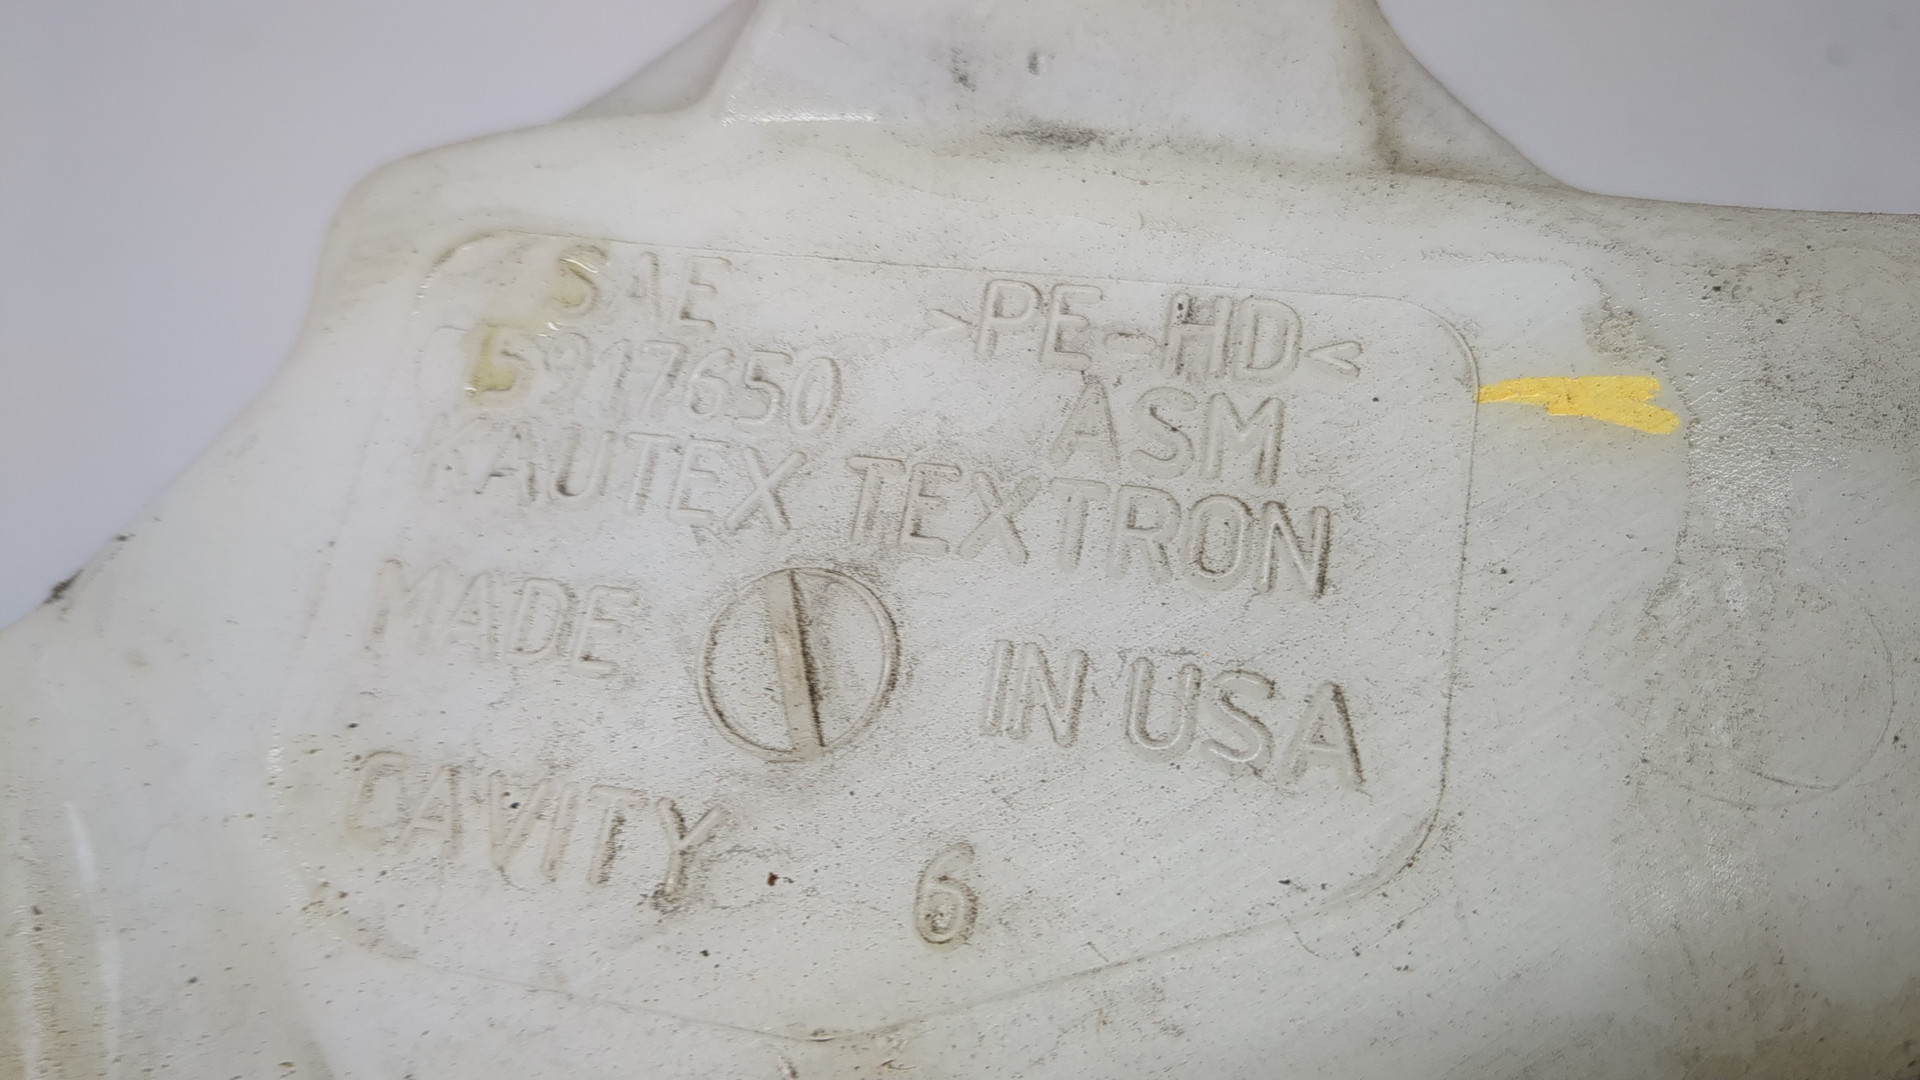 SAE >PE-HD<
15917650 ASM
KAUTEX TEXTRON
MADE IN USA
CAVITY 6